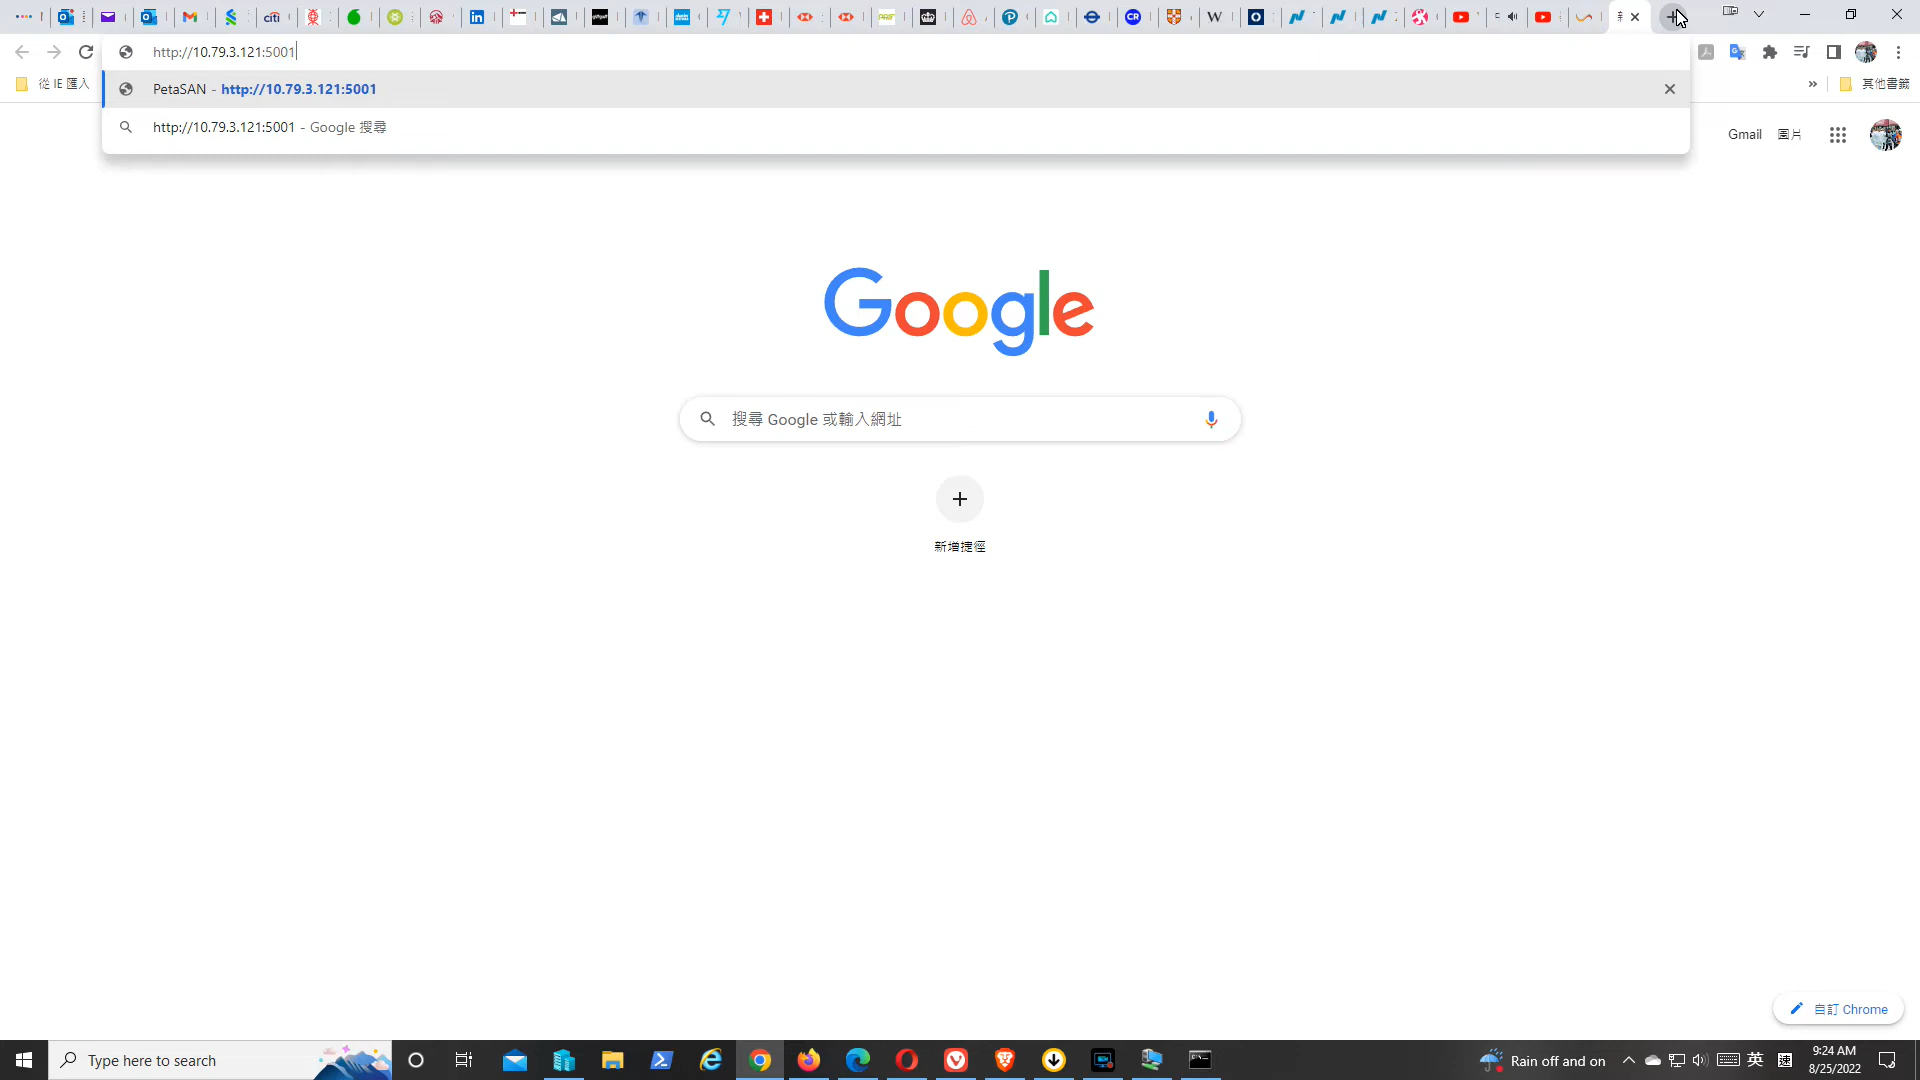 http://10.79.3.121:5001
從 IE 匯入
»
其他書籤
PetaSAN - http://10.79.3.121:5001
http://10.79.3.121:5001 - Google 搜尋
Gmail 圖片
Google
搜尋 Google 或輸入網址
新增捷徑
自訂 Chrome
Type here to search
Rain off and on
英
9:24 AM
8/25/2022
citi
in
CR
W